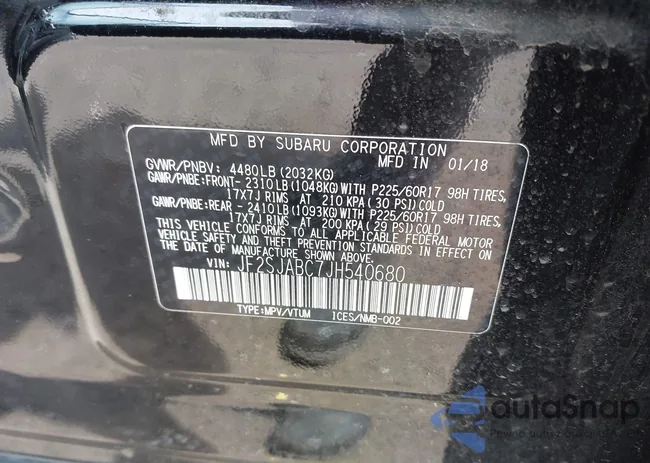 MFD BY SUBARU CORPORATION
MFD IN 01/18
GVWR/PNBV: 4480LB (2032KG)
GAWR/PNBE: FRONT- 2310LB (1048KG) WITH P225/60R17 98H TIRES,
17X7J RIMS AT 210 KPA ( 30 PSI) COLD
GAWR/PNBE: REAR - 2410LB (1093KG) WITH P225/60R17 98H TIRES,
17X7J RIMS AT 200 KPA (29 PSI) COLD
THIS VEHICLE CONFORMS TO ALL APPLICABLE FEDERAL MOTOR
VEHICLE SAFETY, BUMPER, AND THEFT PREVENTION STANDARDS IN EFFECT ON
THE DATE OF MANUFACTURE SHOWN ABOVE.
VIN: JF2SJABC7JH540680
TYPE:MPV/VTUM ICES/NMB-002
autoSnap